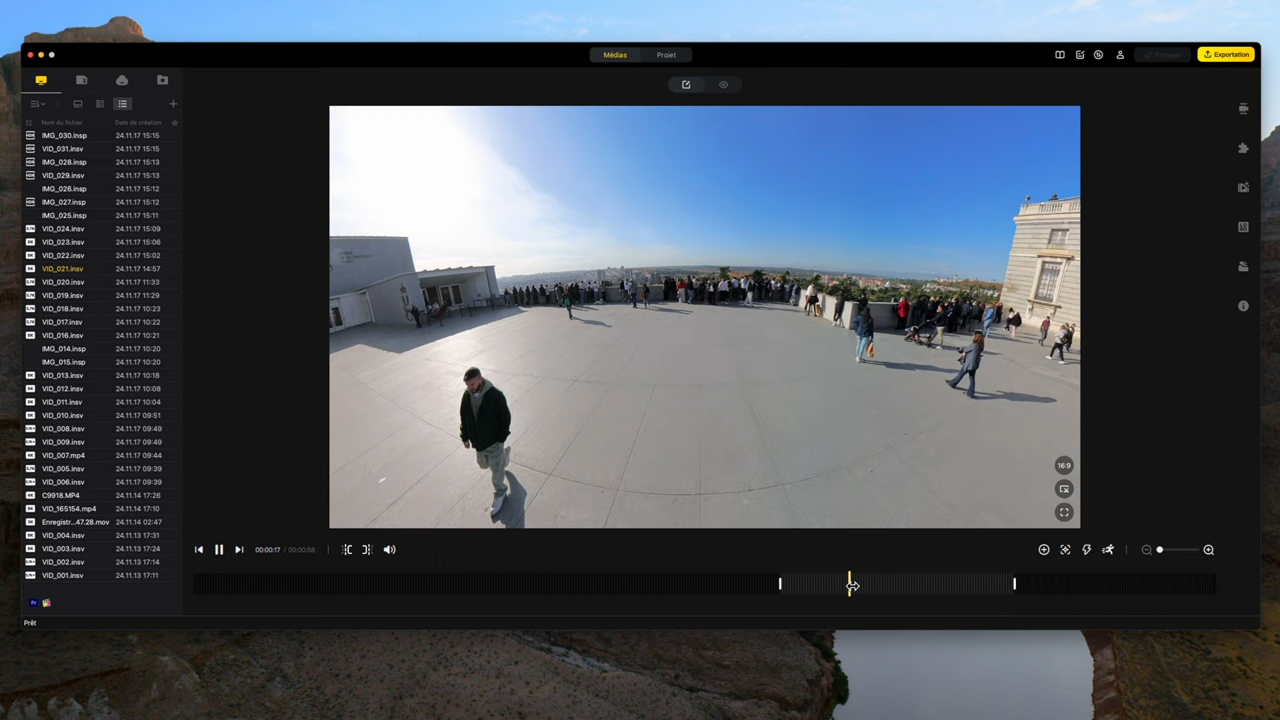 Médias
Projet
Partager
Exportation
Nom du fichier
Date de création
IMG_030.insp 24.11.17 15:15
VID_031.insv 24.11.17 15:15
IMG_028.insp 24.11.17 15:13
VID_029.insv 24.11.17 15:13
IMG_026.insp 24.11.17 15:12
IMG_027.insp 24.11.17 15:12
IMG_025.insp 24.11.17 15:11
VID_024.insv 24.11.17 15:09
VID_023.insv 24.11.17 15:06
VID_022.insv 24.11.17 15:02
VID_021.insv 24.11.17 14:57
VID_020.insv 24.11.17 11:33
VID_019.insv 24.11.17 11:29
VID_018.insv 24.11.17 10:23
VID_017.insv 24.11.17 10:22
VID_016.insv 24.11.17 10:21
IMG_014.insp 24.11.17 10:20
IMG_015.insp 24.11.17 10:20
VID_013.insv 24.11.17 10:18
VID_012.insv 24.11.17 10:08
VID_011.insv 24.11.17 10:04
VID_010.insv 24.11.17 09:51
VID_008.insv 24.11.17 09:49
VID_009.insv 24.11.17 09:49
VID_007.mp4 24.11.17 09:44
VID_005.insv 24.11.17 09:39
VID_006.insv 24.11.17 09:39
C9918.MP4 24.11.14 17:26
VID_165154.mp4 24.11.14 17:10
Enregistr...47.28.mov 24.11.14 02:47
VID_004.insv 24.11.13 17:31
VID_003.insv 24.11.13 17:24
VID_002.insv 24.11.13 17:14
VID_001.insv 24.11.13 17:11
16:9
00:00:17 / 00:00:58
Pr
Prêt